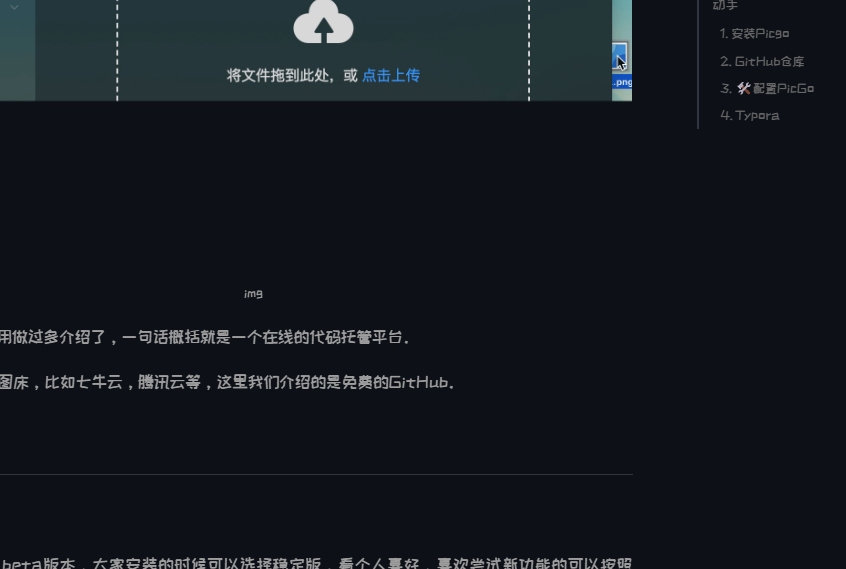 动手
1. 安装Picgo
2. GitHub仓库
3. 🛠️配置PicGo
4. Typora
将文件拖到此处，或 点击上传
.png
img
用做过多介绍了，一句话概括就是一个在线的代码托管平台。
图床，比如七牛云，腾讯云等，这里我们介绍的是免费的GitHub。
beta版本，大家安装的时候可以选择稳定版，看个人喜好，喜欢尝试新功能的可以按照